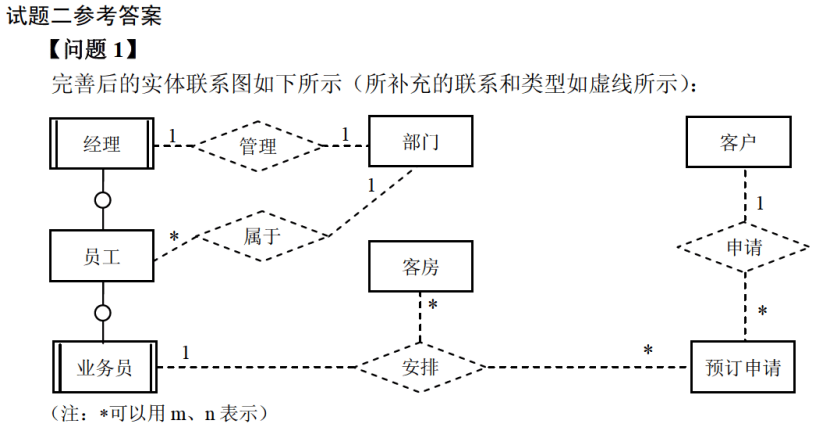 试题二参考答案
【问题 1】
完善后的实体联系图如下所示（所补充的联系和类型如虚线所示）：
经理 1 管理 1 部门 客户
1 1
员工 * 属于 申请
客房
* *
业务员 1 安排 * 预订申请
（注：*可以用 m、n 表示）